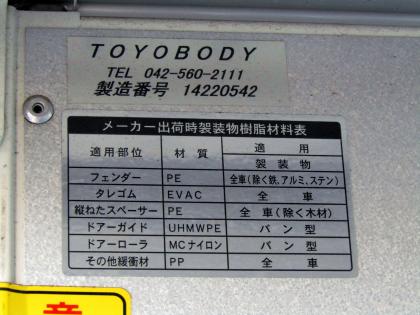 TOYOBODY
TEL 042-560-2111
製造番号 14220542
メーカー出荷時架装物樹脂材料表
適用部位 材質 適用
架装物
フェンダー PE 全車(除く鉄,アルミ,ステン)
タレゴム EVAC 全車
縦ねたスペーサー PE 全車(除く木材)
ドアーガイド UHMWPE バン型
ドアーローラ MCナイロン バン型
その他緩衝材 PP 全車